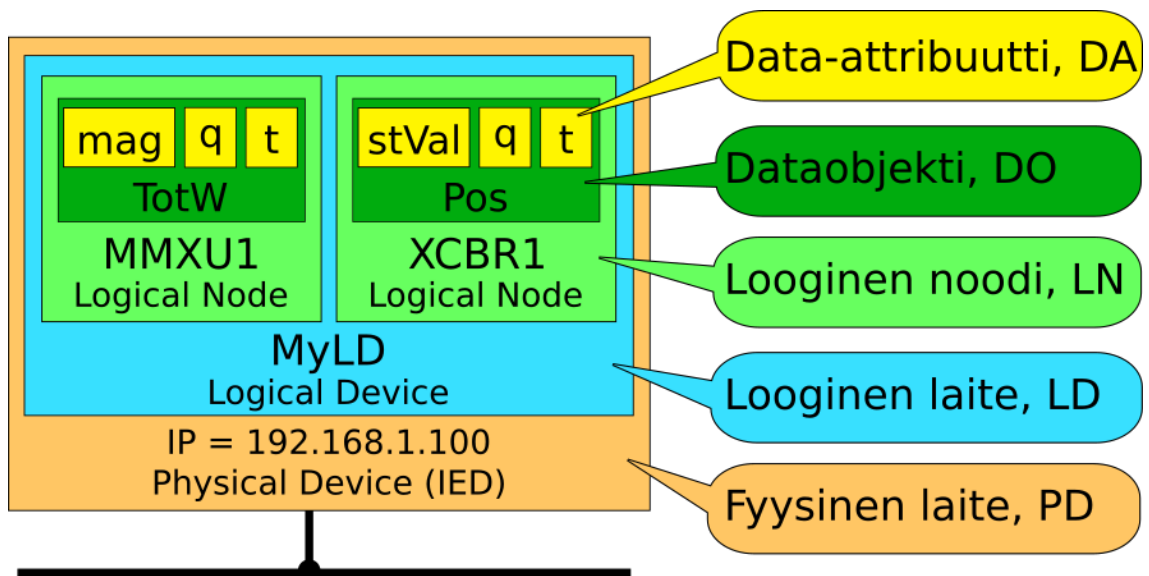 mag q t
TotW
MMXU1
Logical Node
stVal q t
Pos
XCBR1
Logical Node
MyLD
Logical Device
IP = 192.168.1.100
Physical Device (IED)
Data-attribuutti, DA
Dataobjekti, DO
Looginen noodi, LN
Looginen laite, LD
Fyysinen laite, PD